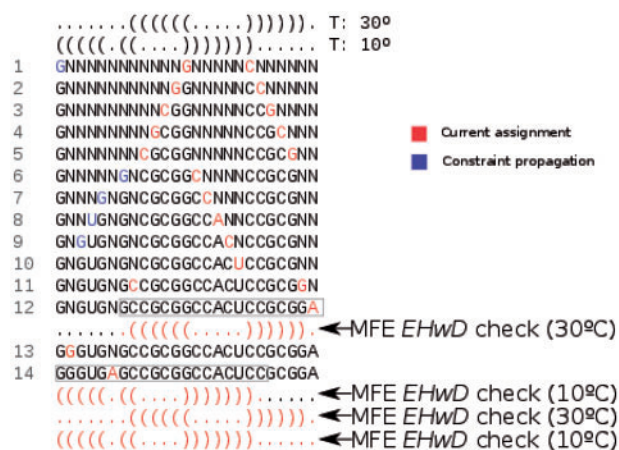 .......((((((.....)))))). T: 30º
(((((.((....)))))))...... T: 10º
1 GNNNNNNNNNNNGNNNNNCNNNNNN
2 GNNNNNNNNNNGGNNNNNCCNNNNN
3 GNNNNNNNNNCGGNNNNNCCGNNNN
4 GNNNNNNNNGCGGNNNNNCCGCNNN
5 GNNNNNNNCGCGGNNNNNCCGCGNN
6 GNNNNNGNCGCGGCNNNNCCGCGNN
7 GNNNGNGNCGCGGCCNNNCCGCGNN
8 GNNUGNGNCGCGGCCANNCCGCGNN
9 GNGUGNGNCGCGGCCACNCCGCGNN
10 GNGUGNGNCGCGGCCACUCCGCGNN
11 GNGUGNGCCGCGGCCACUCCGCGGN
12 GNGUGNGCCGCGGCCACUCCGCGGA
.......((((((.....)))))). MFE EHwD check (30ºC)
13 GGGUGNGCCGCGGCCACUCCGCGGA
14 GGGUGAGCCGCGGCCACUCCGCGGA
(((((.((....)))))))...... MFE EHwD check (10ºC)
.......((((((.....)))))). MFE EHwD check (30ºC)
(((((.((....)))))))...... MFE EHwD check (10ºC)
Current assignment
Constraint propagation